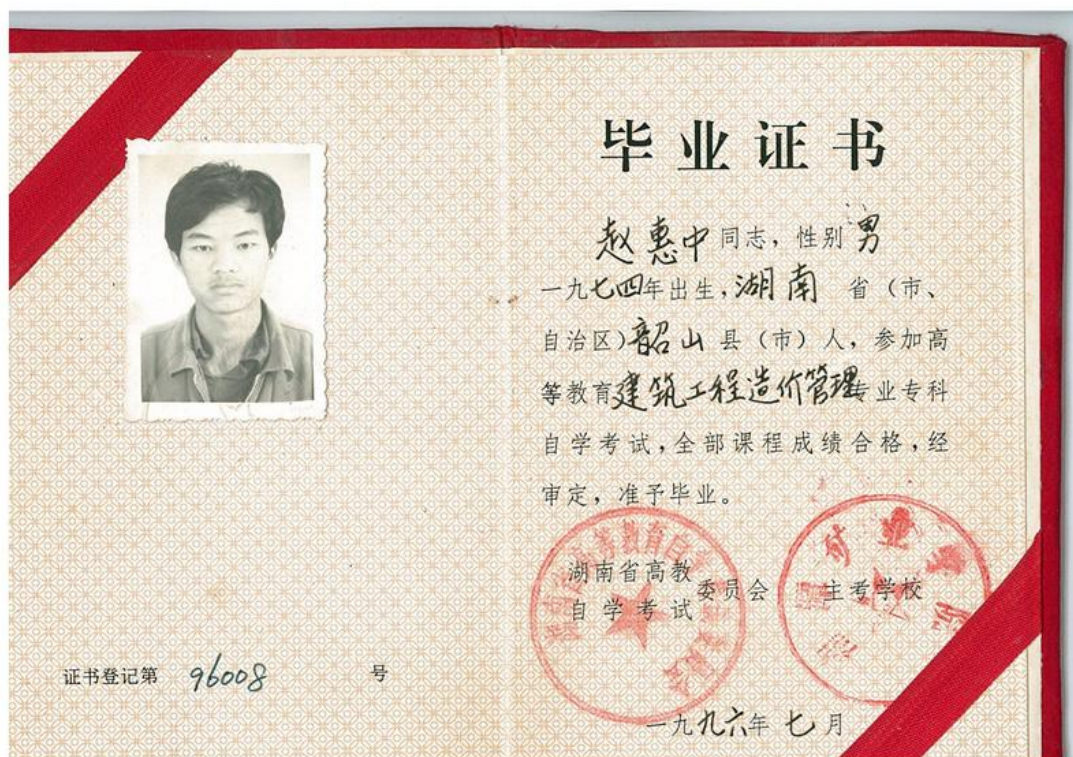 毕业证书
赵惠中同志，性别男
一九七四年出生，湖南 省（市、
自治区）韶山县（市）人，参加高
等教育建筑工程造价管理专业专科
自学考试，全部课程成绩合格，经
审定，准予毕业。
湖南省高教
自学考试
委员会
主考学校
一九九六年七月
证书登记第 96008 号